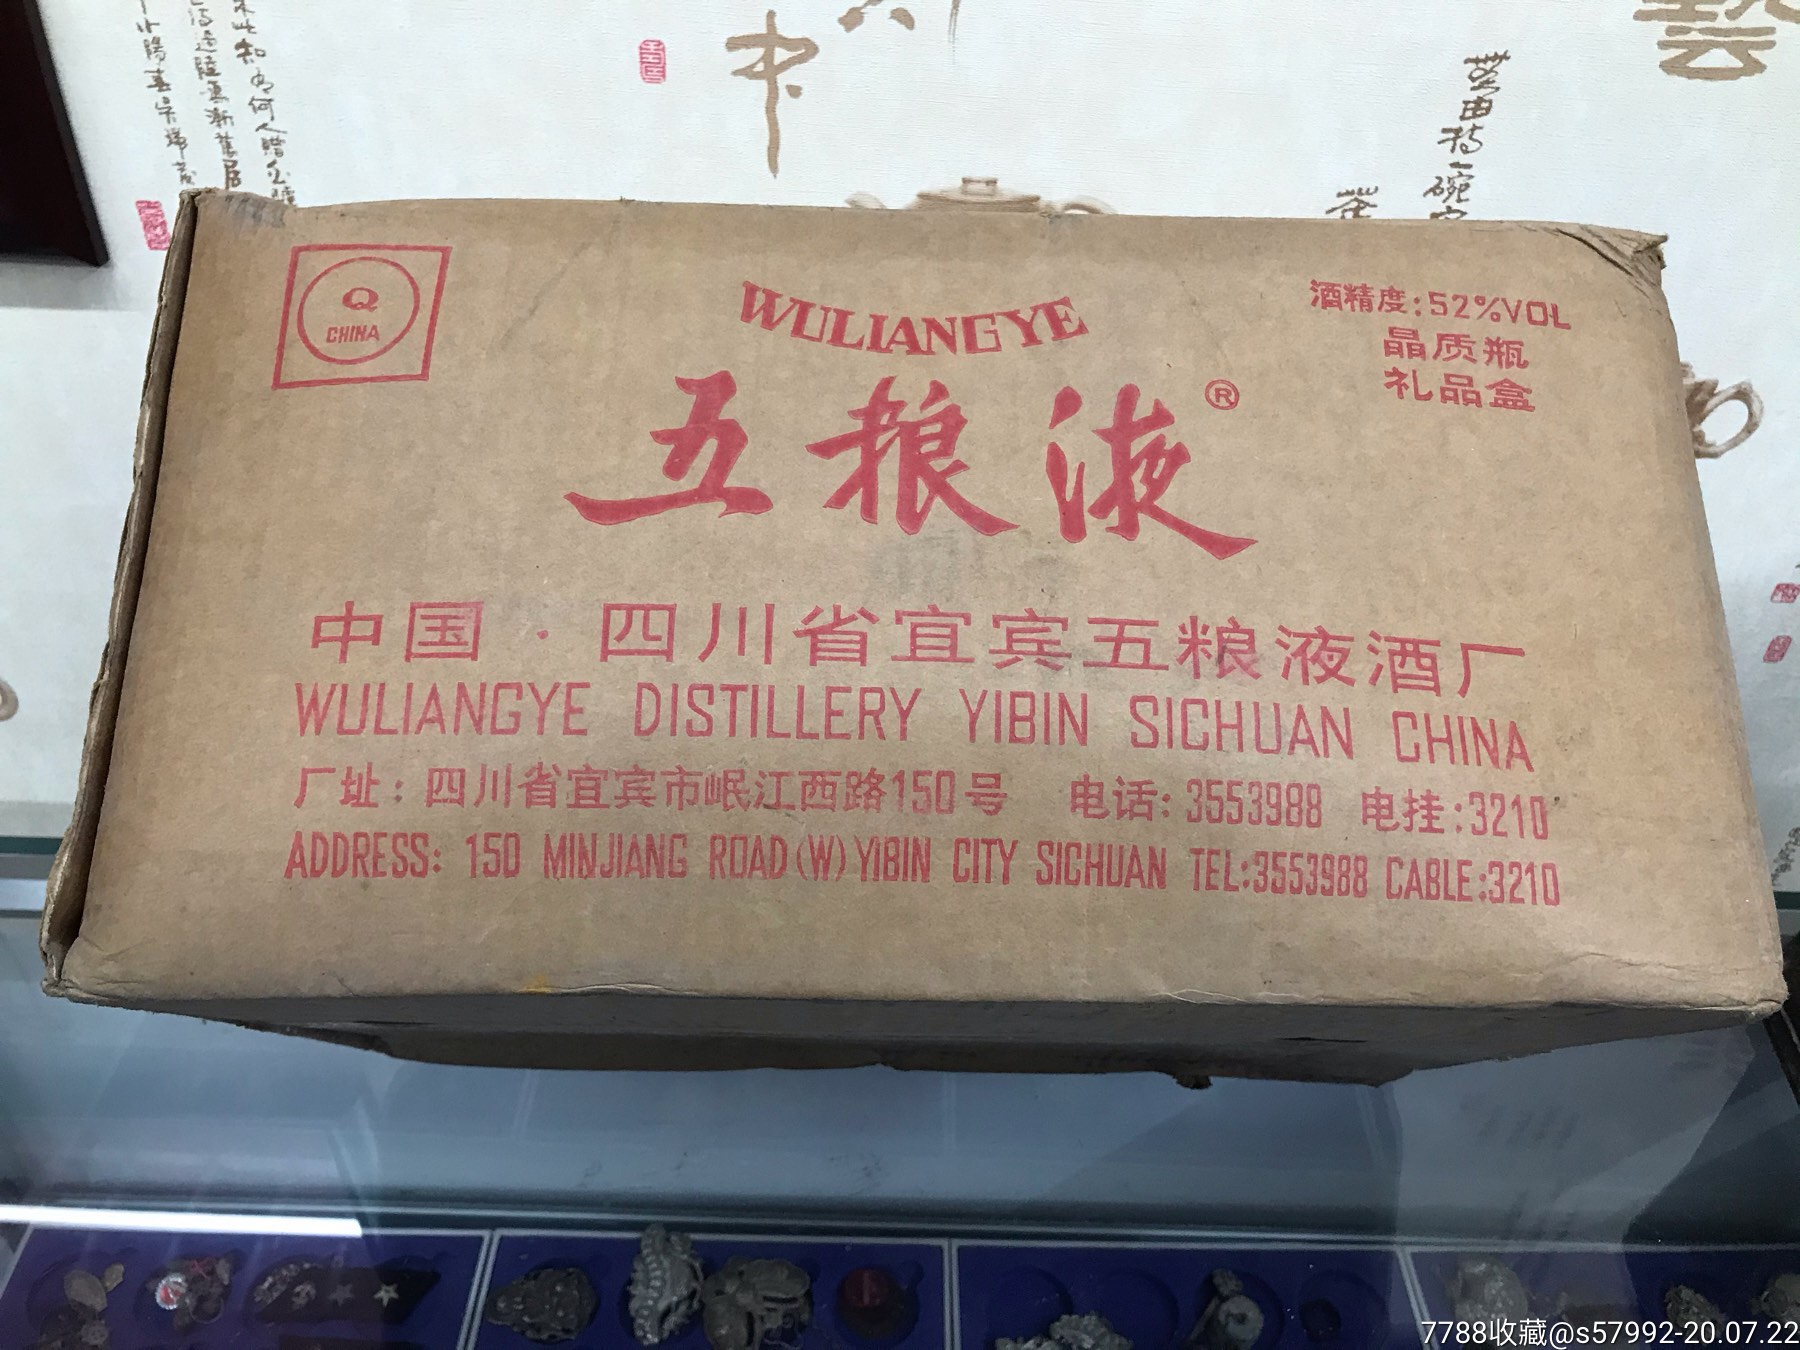 Q
CHINA
WULIANGYE
五粮液®
酒精度:52%VOL
晶质瓶
礼品盒
中国·四川省宜宾五粮液酒厂
WULIANGYE DISTILLERY YIBIN SICHUAN CHINA
厂址:四川省宜宾市岷江西路150号 电话:3553988 电挂:3210
ADDRESS: 150 MINJIANG ROAD(W)YIBIN CITY SICHUAN TEL:3553988 CABLE:3210
7788收藏@s57992-20.07.22